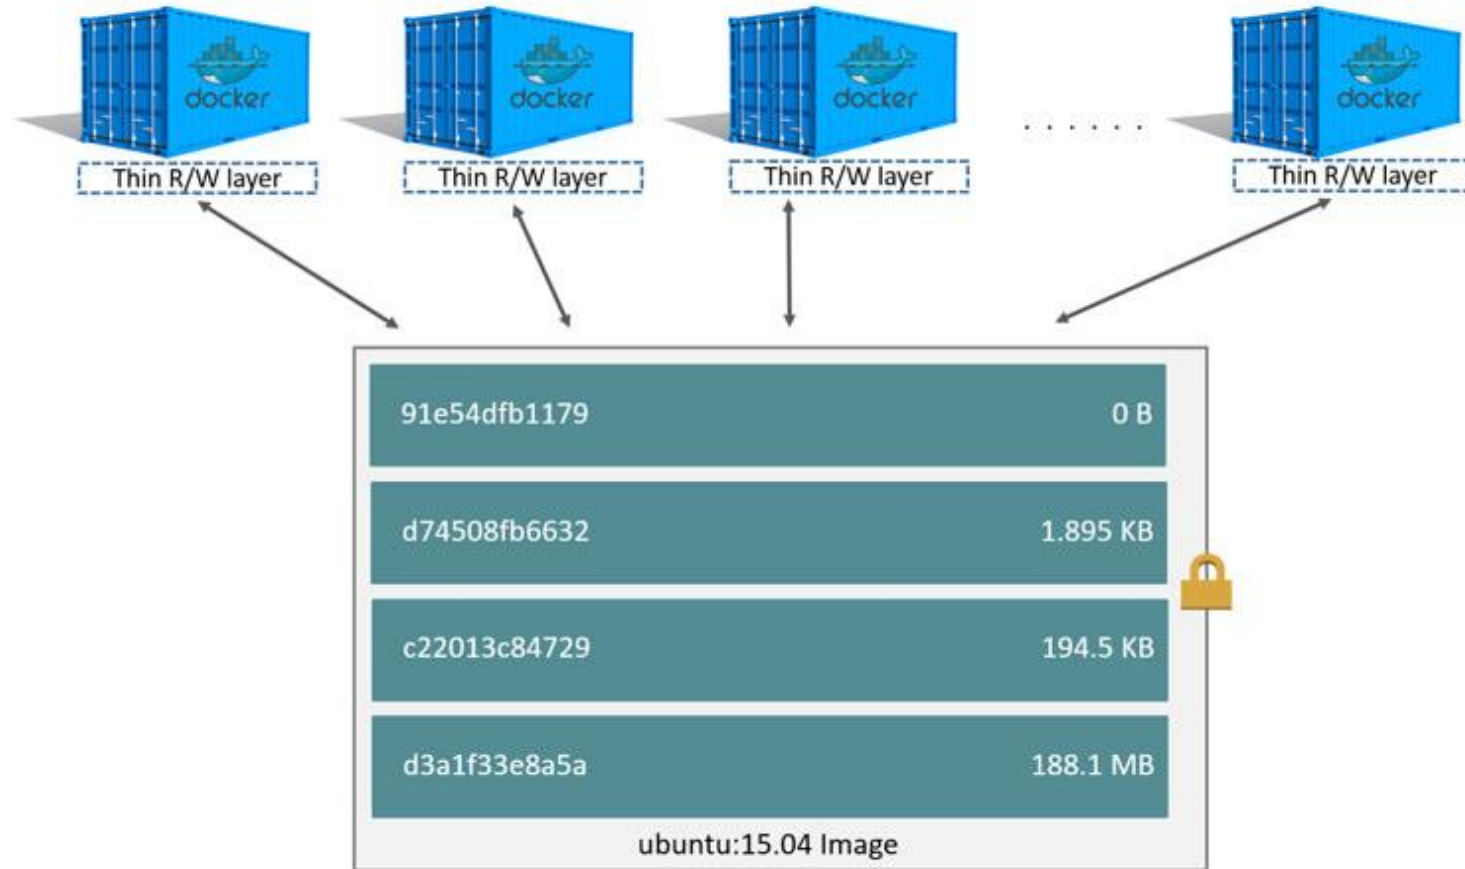 docker docker docker docker
. . . . . .
Thin R/W layer Thin R/W layer Thin R/W layer Thin R/W layer
91e54dfb1179 0 B
d74508fb6632 1.895 KB
c22013c84729 194.5 KB
d3a1f33e8a5a 188.1 MB
ubuntu:15.04 Image